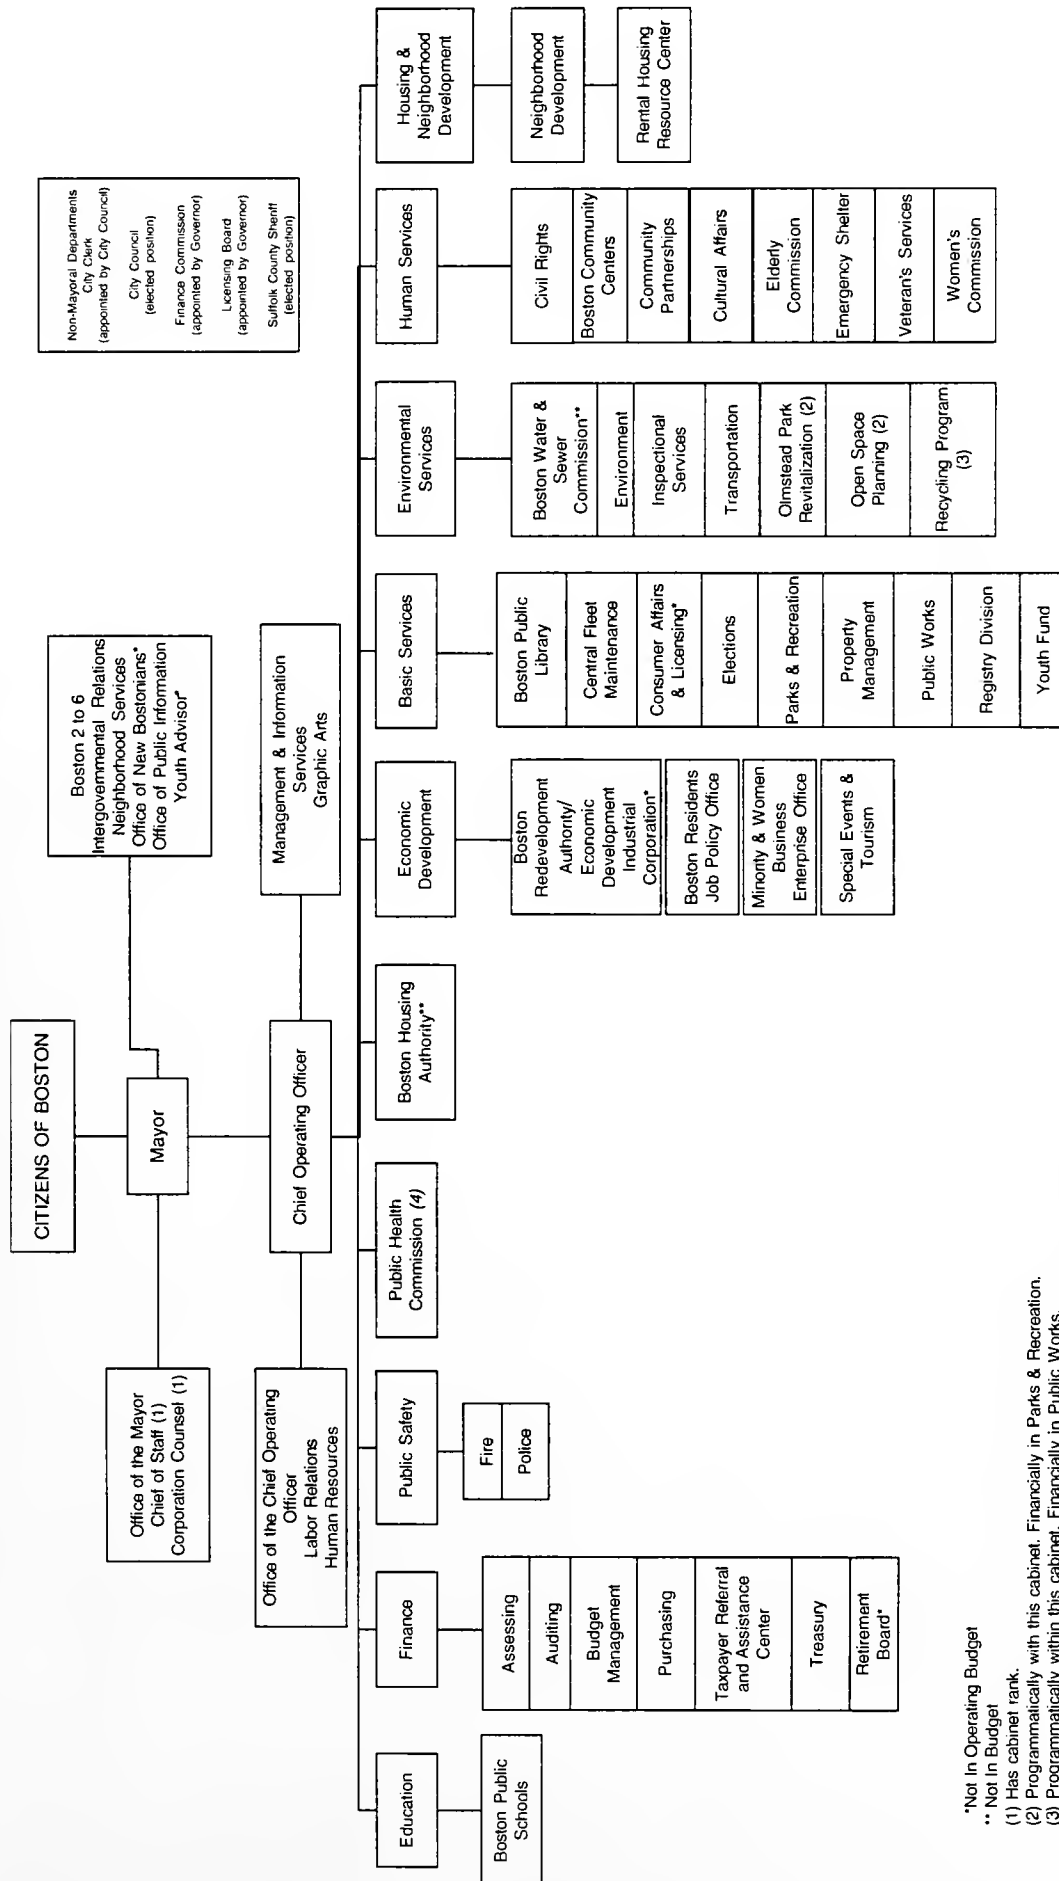 CITIZENS OF BOSTON
Mayor
Office of the Mayor
Chief of Staff (1)
Corporation Counsel (1)
Boston 2 to 6
Intergovernmental Relations
Neighborhood Services
Office of New Bostonians*
Office of Public Information
Youth Advisor*
Non-Mayoral Departments
City Clerk
(appointed by City Council)
City Council
(elected position)
Finance Commission
(appointed by Governor)
Licensing Board
(appointed by Governor)
Suffolk County Sheriff
(elected position)
Chief Operating Officer
Office of the Chief Operating
Officer
Labor Relations
Human Resources
Management & Information
Services
Graphic Arts
Education
Boston Public
Schools
Finance
Assessing
Auditing
Budget
Management
Purchasing
Taxpayer Referral
and Assistance
Center
Treasury
Retirement
Board*
Public Safety
Fire
Police
Public Health
Commission (4)
Boston Housing
Authority**
Economic
Development
Boston
Redevelopment
Authority/
Economic
Development
Industrial
Corporation*
Boston Residents
Job Policy Office
Minority & Women
Business
Enterprise Office
Special Events &
Tourism
Basic Services
Boston Public
Library
Central Fleet
Maintenance
Consumer Affairs
& Licensing*
Elections
Parks & Recreation
Property
Management
Public Works
Registry Division
Youth Fund
Environmental
Services
Boston Water &
Sewer
Commission**
Environment
Inspectional
Services
Transportation
Olmstead Park
Revitalization (2)
Open Space
Planning (2)
Recycling Program
(3)
Human Services
Civil Rights
Boston Community
Centers
Community
Partnerships
Cultural Affairs
Elderly
Commission
Emergency Shelter
Veteran's Services
Women's
Commission
Housing &
Neighborhood
Development
Neighborhood
Development
Rental Housing
Resource Center
*Not In Operating Budget
** Not In Budget
(1) Has cabinet rank.
(2) Programmatically with this cabinet. Financially in Parks & Recreation.
(3) Programmatically within this cabinet. Financially in Public Works.